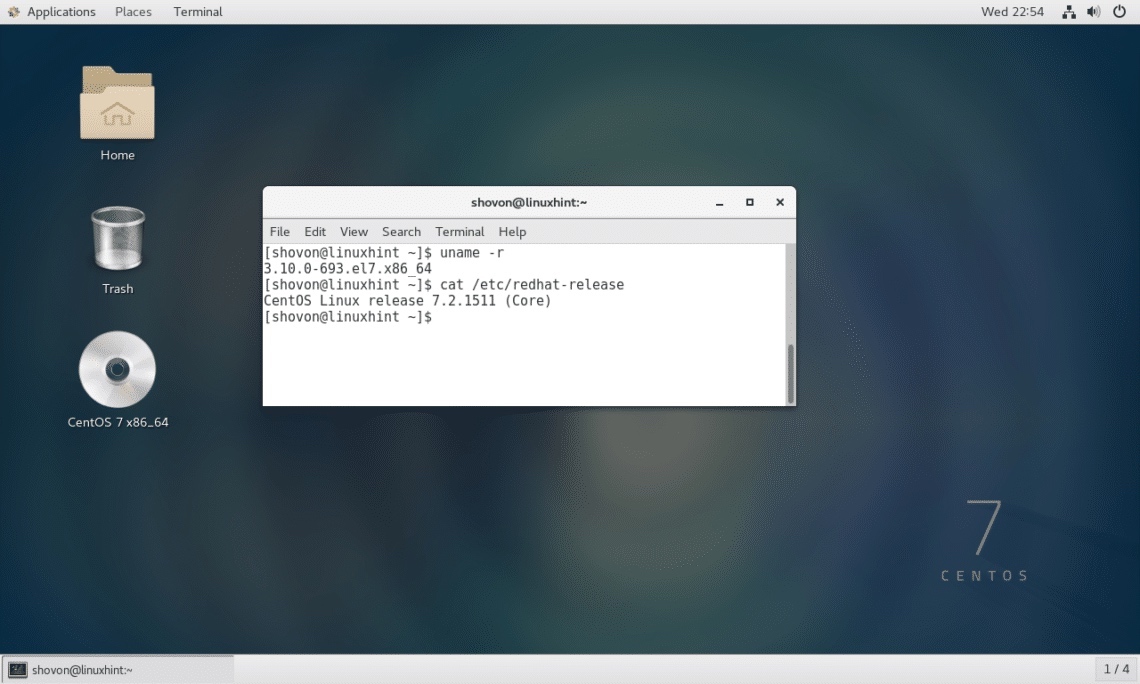 Applications Places Terminal Wed 22:54
Home
Trash
CentOS 7 x86_64
shovon@linuxhint:~
File Edit View Search Terminal Help
[shovon@linuxhint ~]$ uname -r
3.10.0-693.el7.x86_64
[shovon@linuxhint ~]$ cat /etc/redhat-release
CentOS Linux release 7.2.1511 (Core)
[shovon@linuxhint ~]$
7
CENTOS
shovon@linuxhint:~ 1 / 4